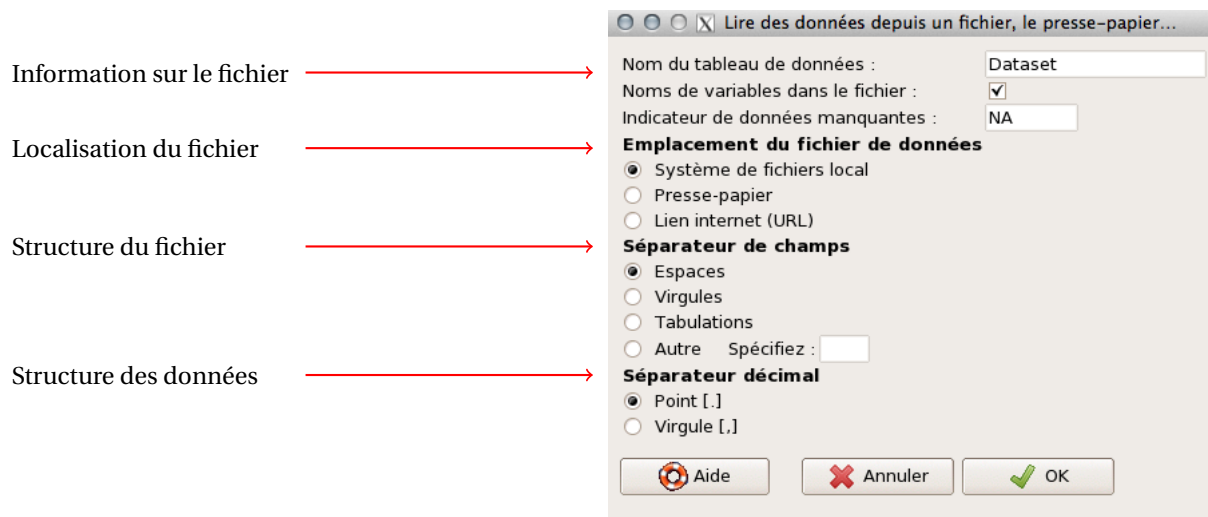 Lire des données depuis un fichier, le presse-papier...
Information sur le fichier
Nom du tableau de données : Dataset
Noms de variables dans le fichier :
Indicateur de données manquantes : NA
Localisation du fichier
Emplacement du fichier de données
Système de fichiers local
Presse-papier
Lien internet (URL)
Structure du fichier
Séparateur de champs
Espaces
Virgules
Tabulations
Autre Spécifiez :
Structure des données
Séparateur décimal
Point [.]
Virgule [,]
Aide Annuler OK